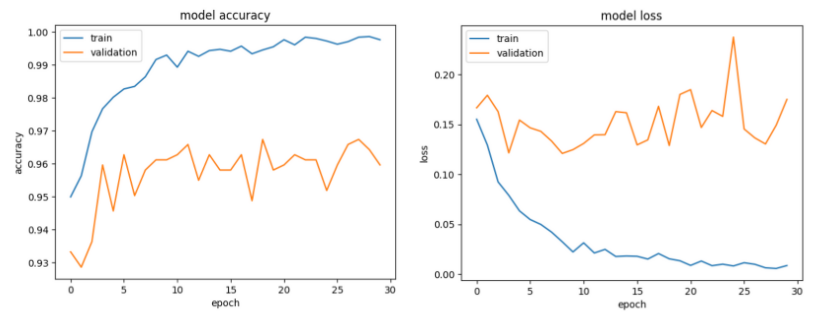 model accuracy
train
validation
1.00
0.99
0.98
0.97
0.96
0.95
0.94
0.93
accuracy
0 5 10 15 20 25 30
epoch
model loss
train
validation
0.20
0.15
0.10
0.05
0.00
loss
0 5 10 15 20 25 30
epoch